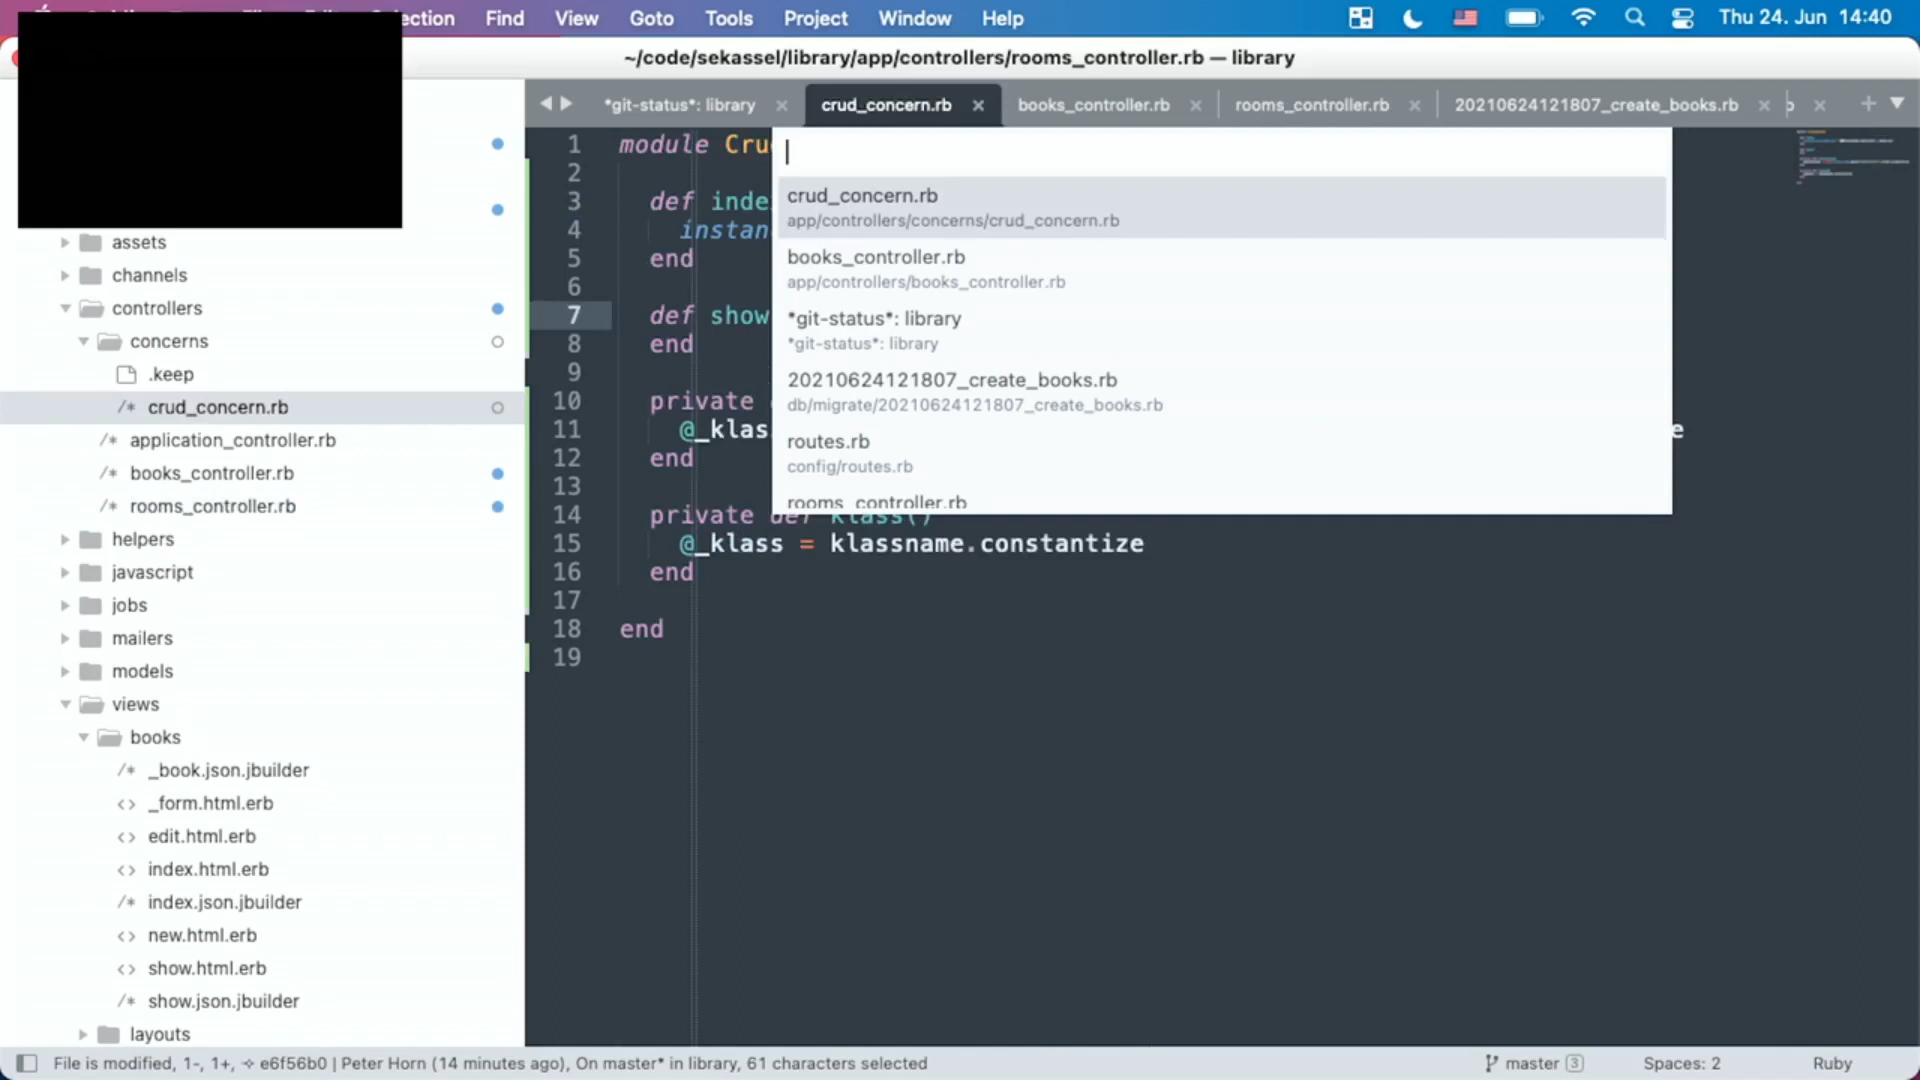 Selection Find View Goto Tools Project Window Help
Thu 24. Jun 14:40
~/code/sekassel/library/app/controllers/rooms_controller.rb — library
*git-status*: library
crud_concern.rb
books_controller.rb
rooms_controller.rb
20210624121807_create_books.rb
assets
channels
controllers
concerns
.keep
/* crud_concern.rb
/* application_controller.rb
/* books_controller.rb
/* rooms_controller.rb
helpers
javascript
jobs
mailers
models
views
books
/* _book.json.jbuilder
<> _form.html.erb
<> edit.html.erb
<> index.html.erb
/* index.json.jbuilder
<> new.html.erb
<> show.html.erb
/* show.json.jbuilder
layouts
1 module Cru
2
3 def inde
4 instan
5 end
6
7 def show
8 end
9
10 private
11 @_klas e
12 end
13
14 private def klass()
15 @_klass = klassname.constantize
16 end
17
18 end
19
crud_concern.rb
app/controllers/concerns/crud_concern.rb
books_controller.rb
app/controllers/books_controller.rb
*git-status*: library
*git-status*: library
20210624121807_create_books.rb
db/migrate/20210624121807_create_books.rb
routes.rb
config/routes.rb
rooms_controller.rb
File is modified, 1-, 1+, e6f56b0 | Peter Horn (14 minutes ago), On master* in library, 61 characters selected
master 3
Spaces: 2
Ruby